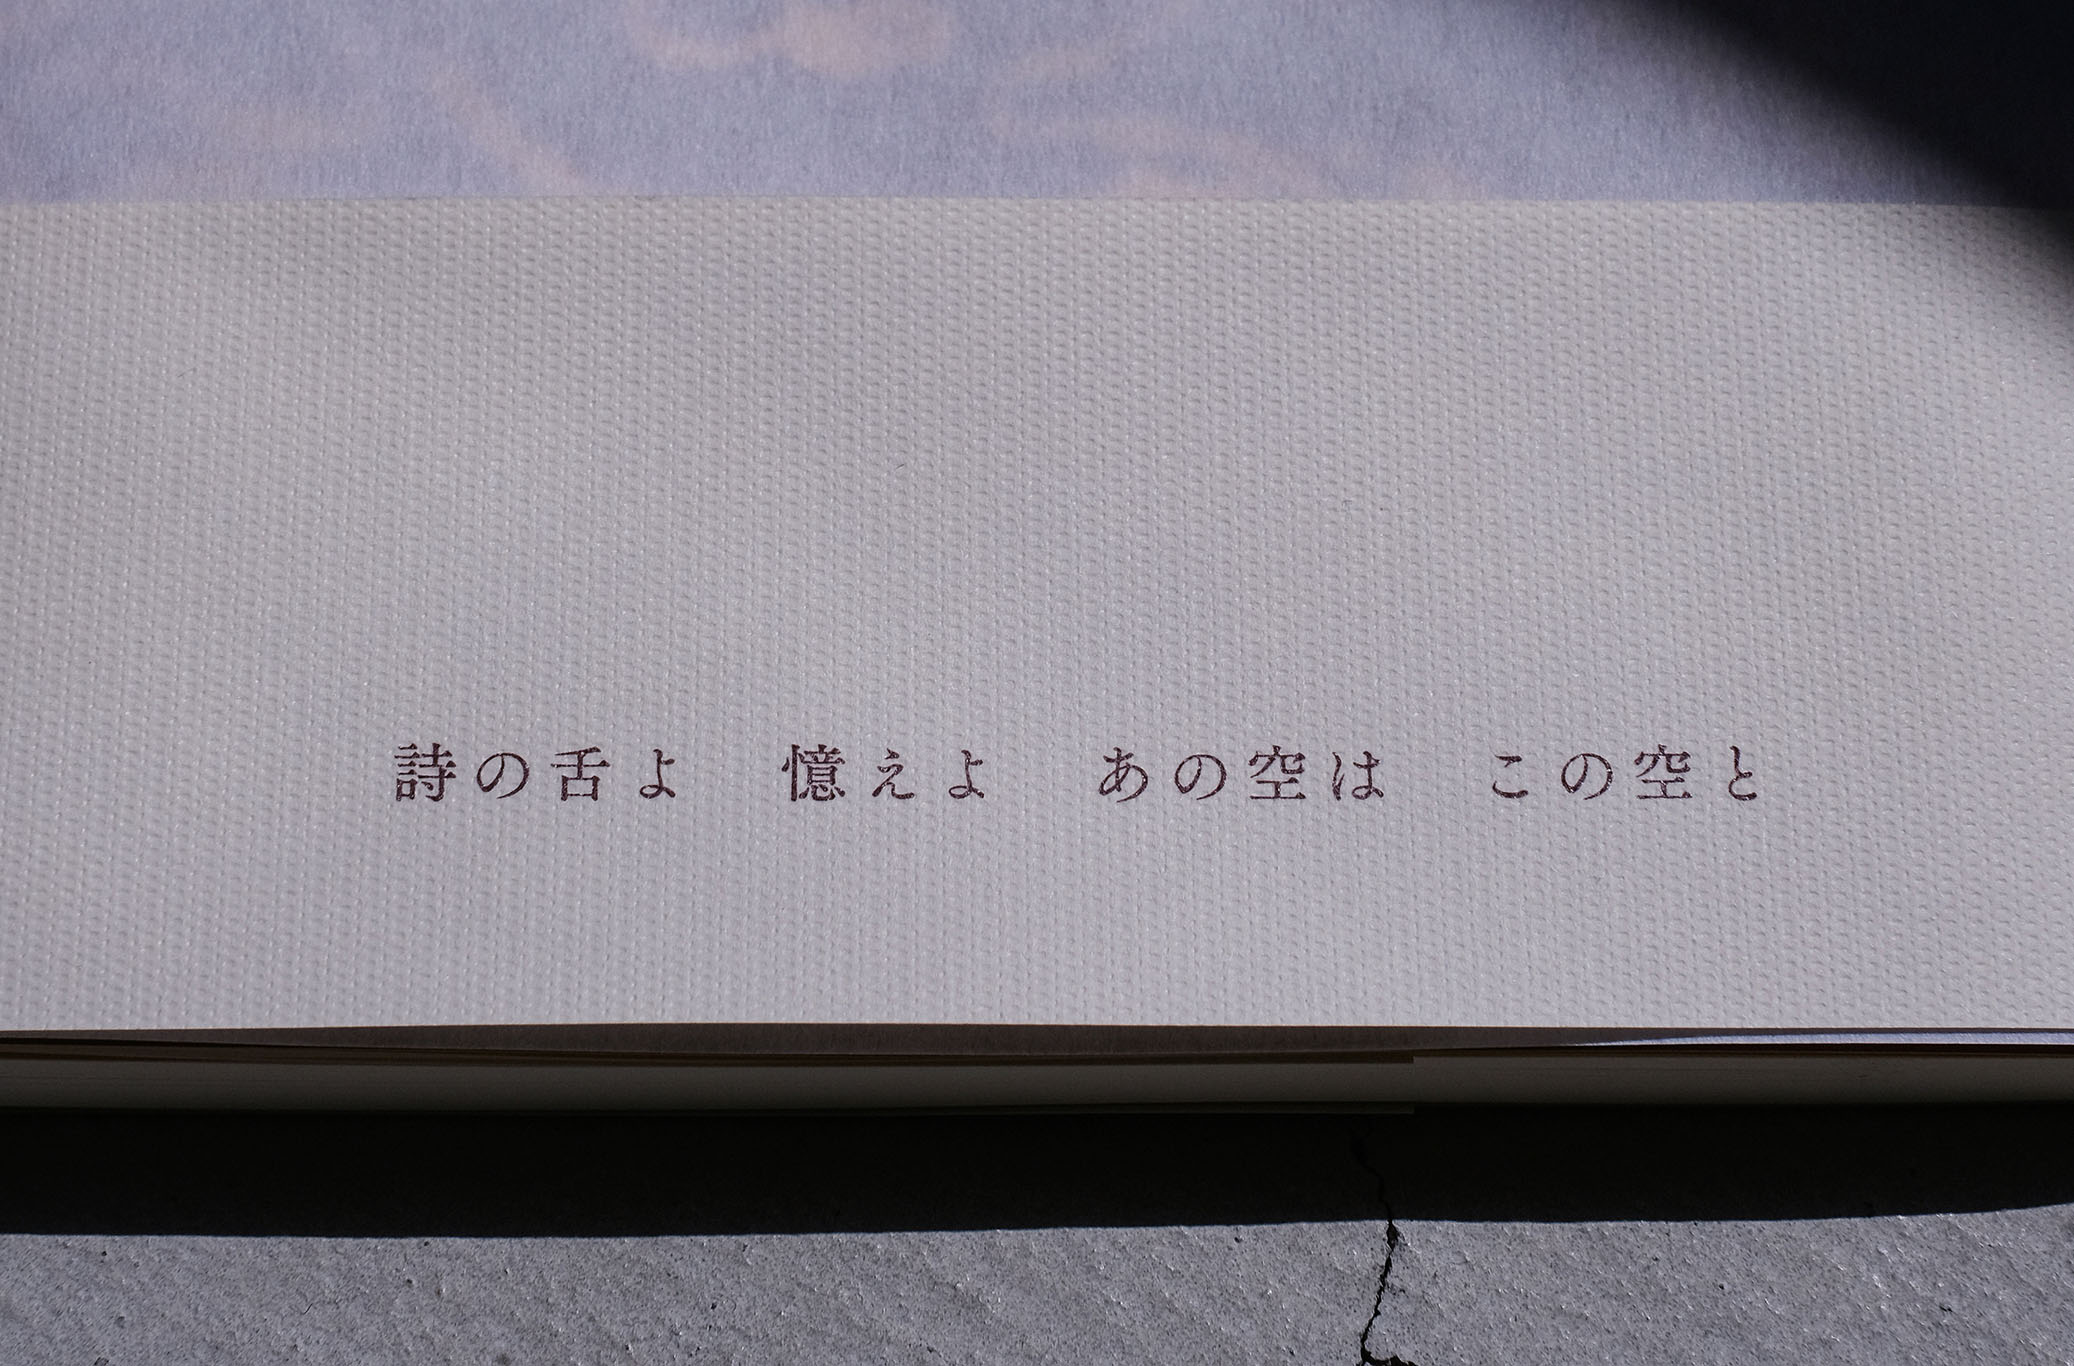 詩の舌よ　憶えよ　あの空は　この空と